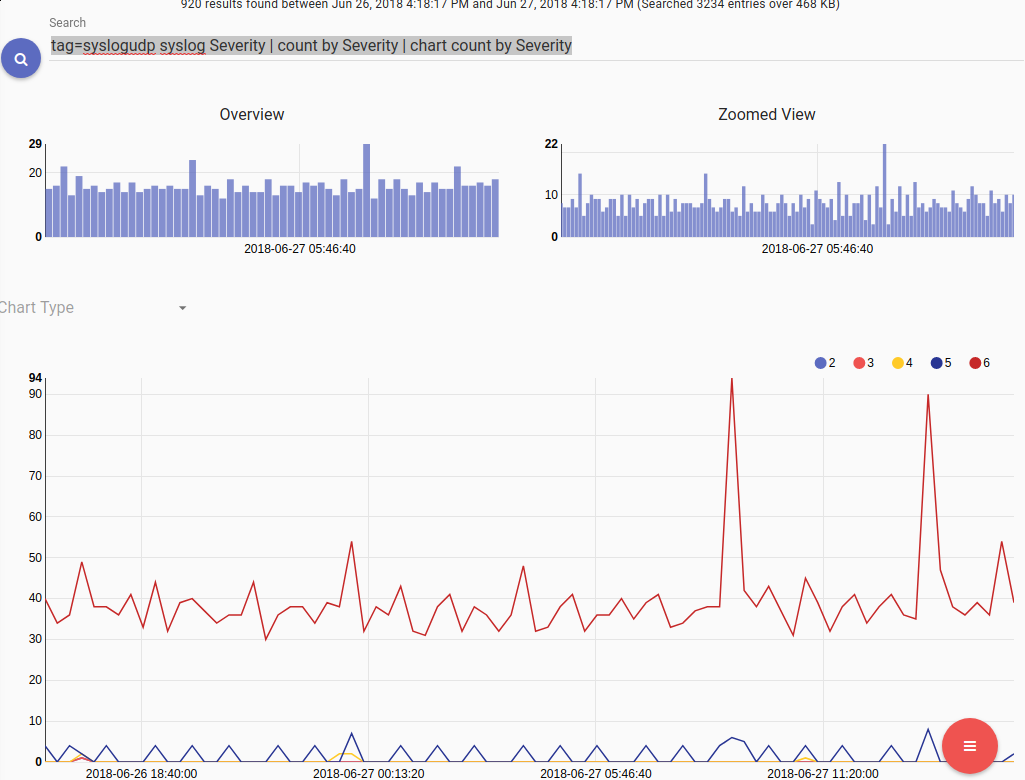 920 results found between Jun 26, 2018 4:18:17 PM and Jun 27, 2018 4:18:17 PM (Searched 3234 entries over 468 KB)
Search
tag=syslogudp syslog Severity | count by Severity | chart count by Severity
Overview
29
20
0
2018-06-27 05:46:40
Zoomed View
22
10
0
2018-06-27 05:46:40
Chart Type
2 3 4 5 6
94
90
80
70
60
50
40
30
20
10
0
2018-06-26 18:40:00 2018-06-27 00:13:20 2018-06-27 05:46:40 2018-06-27 11:20:00